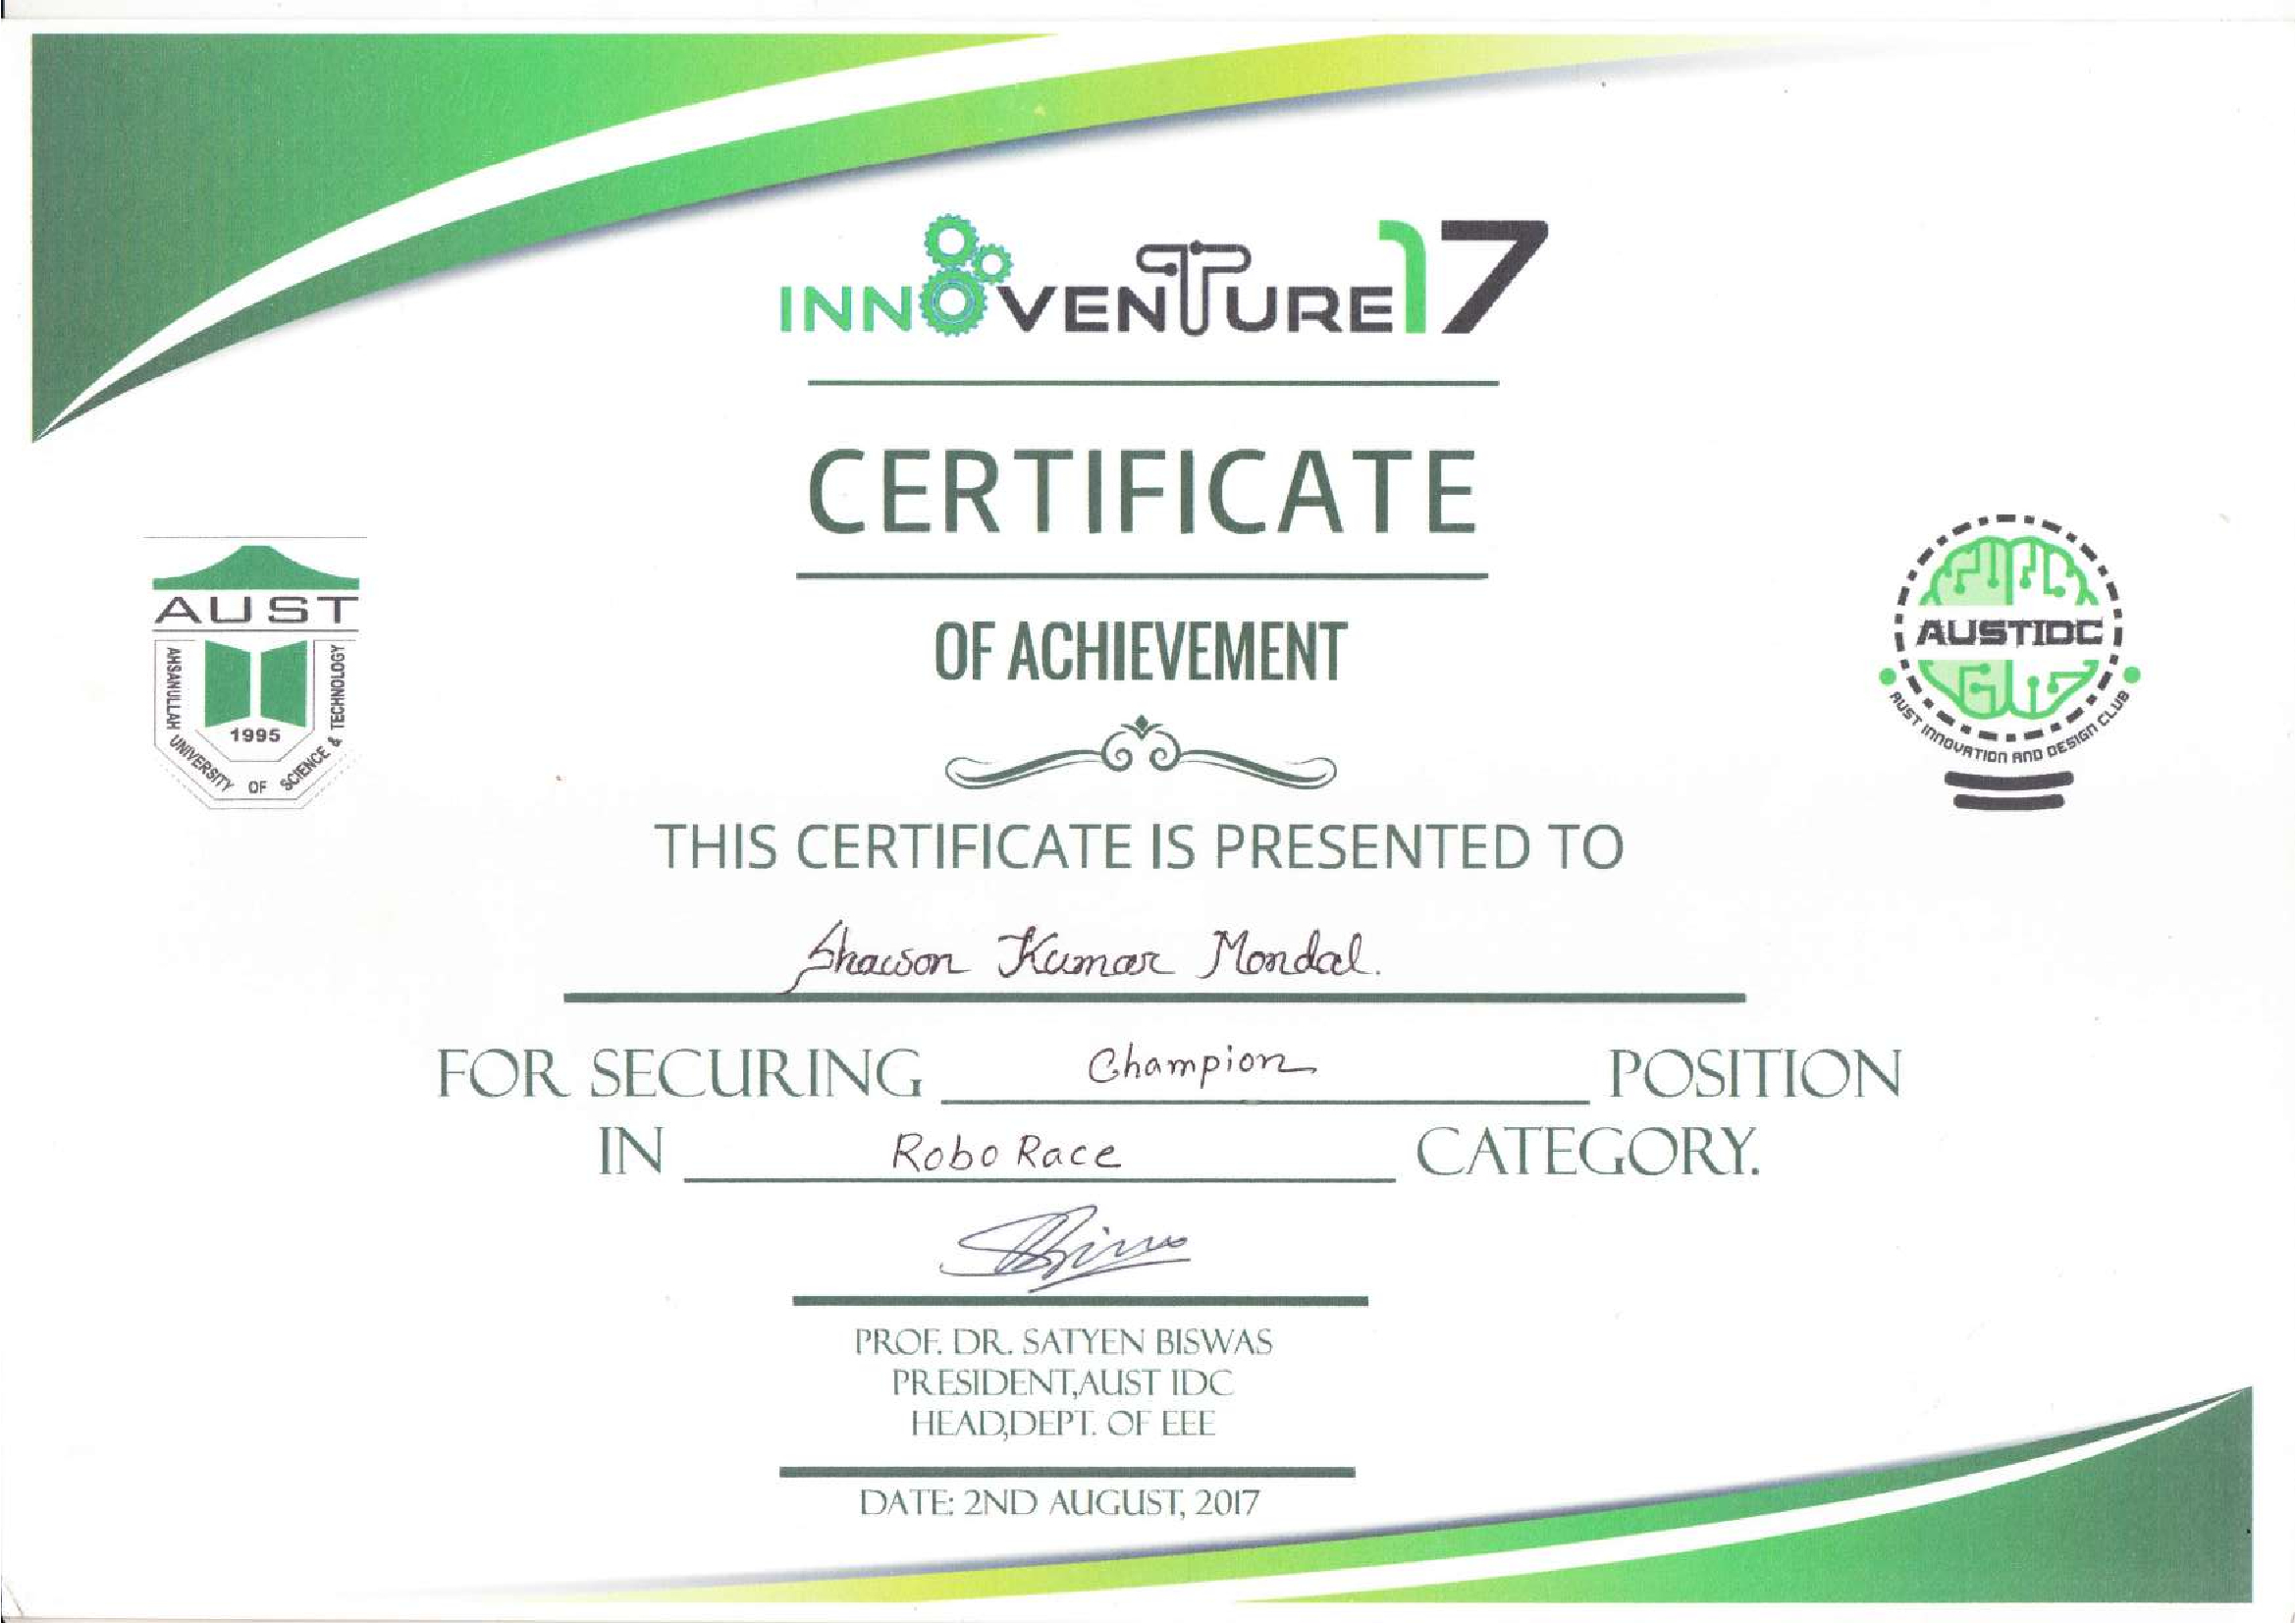 INNOVENTURE17
CERTIFICATE
OF ACHIEVEMENT
AUST
ANSANULLAH UNIVERSITY OF SCIENCE & TECHNOLOGY
1995
AUSTIDC
AUST INNOVATION AND DESIGN CLUB
THIS CERTIFICATE IS PRESENTED TO
Shawon Kumar Mondal.
FOR SECURING Champion POSITION
IN Robo Race CATEGORY.
PROF. DR. SATYEN BISWAS
PRESIDENT,AUST IDC
HEAD,DEPT. OF EEE
DATE: 2ND AUGUST, 2017